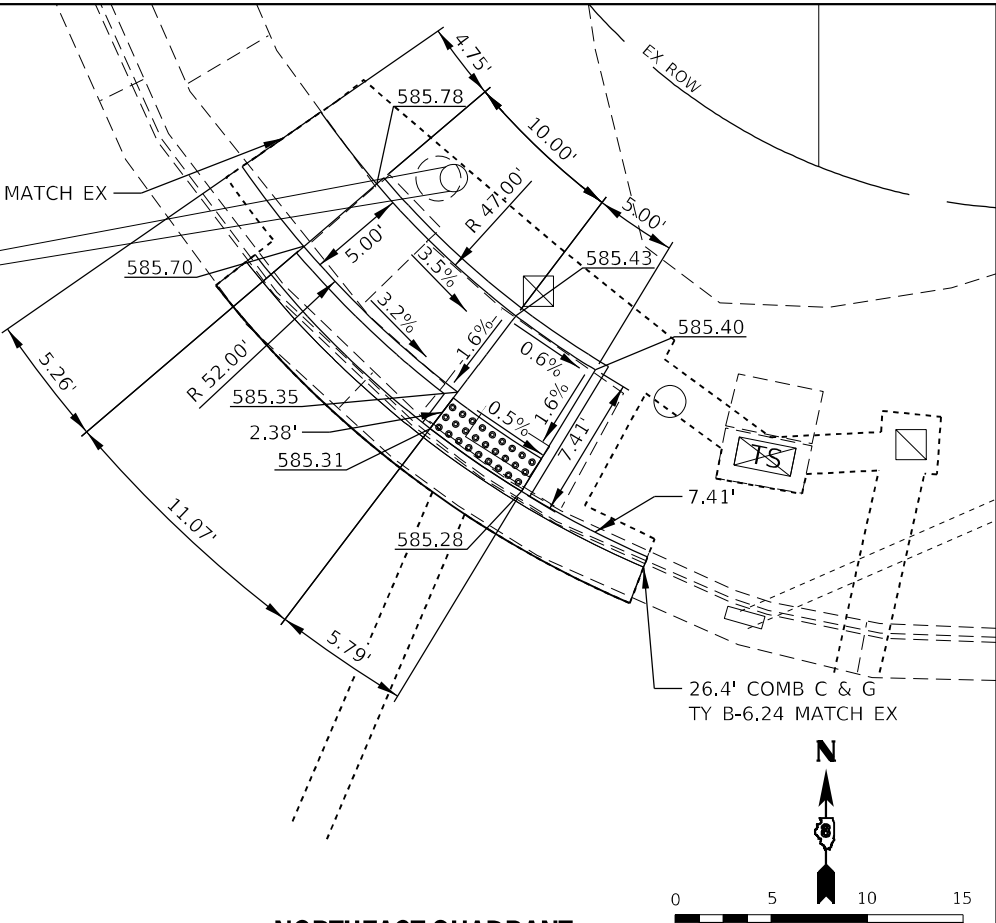 4.75'
585.78
EX ROW
10.00'
MATCH EX
R 47.00'
5.00'
5.00'
585.70
3.5%
585.43
3.2%
1.6%
585.40
5.26'
R 52.00'
0.6%
585.35
1.6%
0.5%
2.38'
7.41'
TS
585.31
7.41'
11.07'
585.28
5.79'
26.4' COMB C & G
TY B-6.24 MATCH EX
N
8
0 5 10 15
NORTHEAST QUADRANT